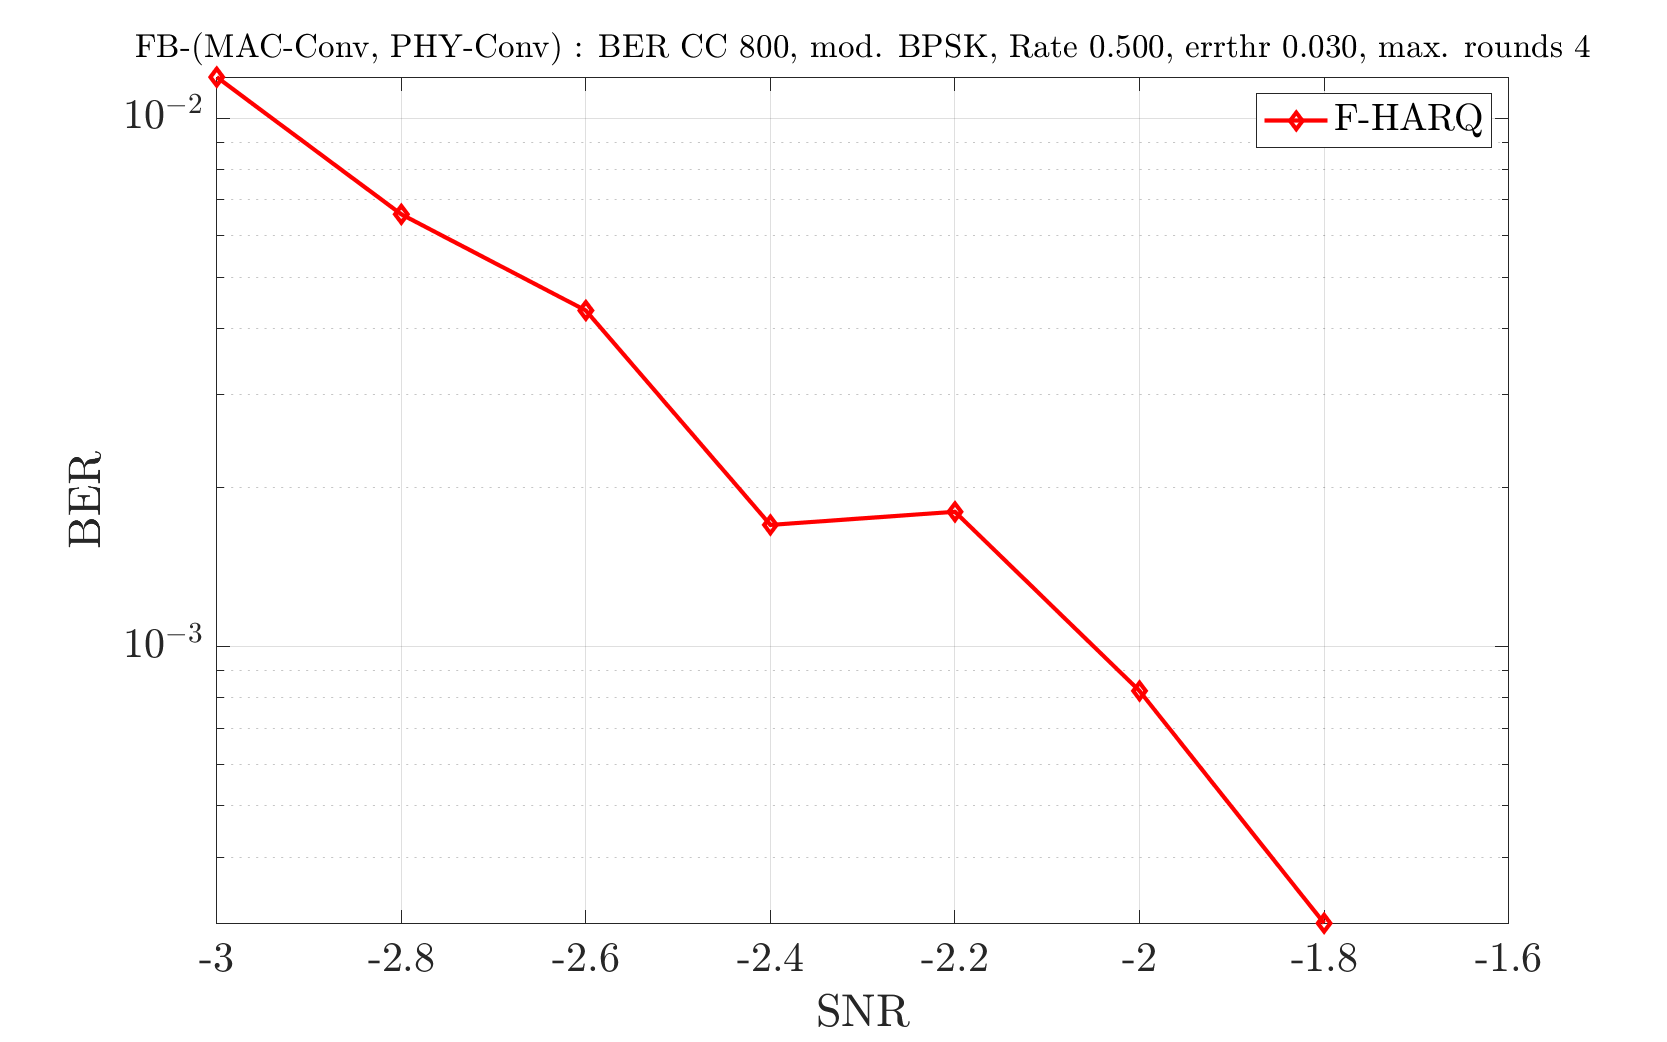 FB-(MAC-Conv, PHY-Conv) : BER CC 800, mod. BPSK, Rate 0.500, errthr 0.030, max. rounds 4
F-HARQ
10⁻²
10⁻³
BER
-3 -2.8 -2.6 -2.4 -2.2 -2 -1.8 -1.6
SNR